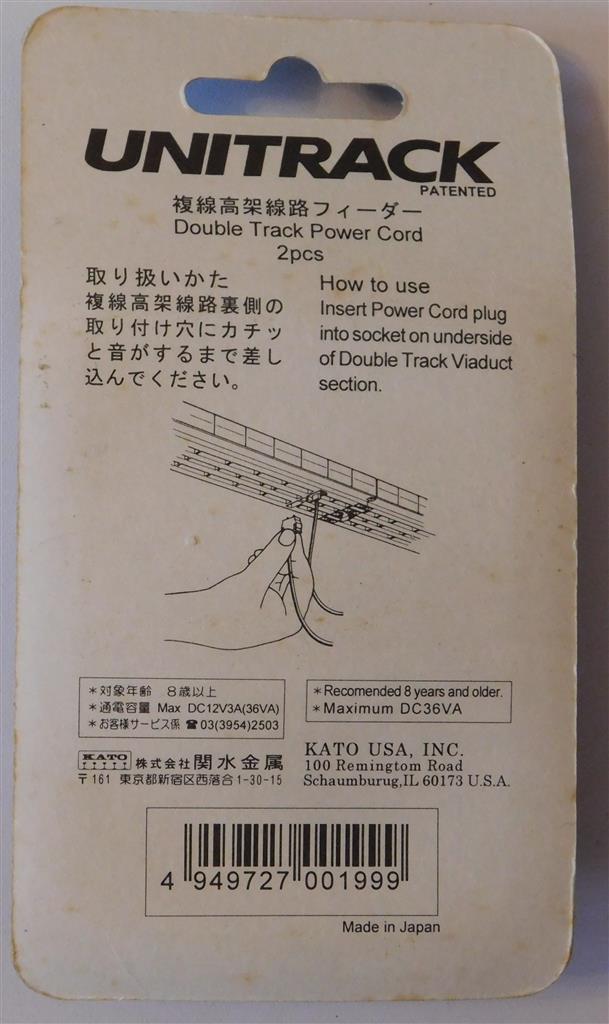 UNITRACK
PATENTED
複線高架線路フィーダー
Double Track Power Cord
2pcs
取り扱いかた
複線高架線路裏側の
取り付け穴にカチッ
と音がするまで差し
込んでください。
How to use
Insert Power Cord plug
into socket on underside
of Double Track Viaduct
section.
*対象年齢 8歳以上
*通電容量 Max DC12V3A(36VA)
*お客様サービス係 ☎03(3954)2503
*Recomended 8 years and older.
*Maximum DC36VA
KATO 株式会社 関水金属
〒161 東京都新宿区西落合1-30-15
KATO USA, INC.
100 Remingtom Road
Schaumburug,IL 60173 U.S.A.
4 949727 001999
Made in Japan